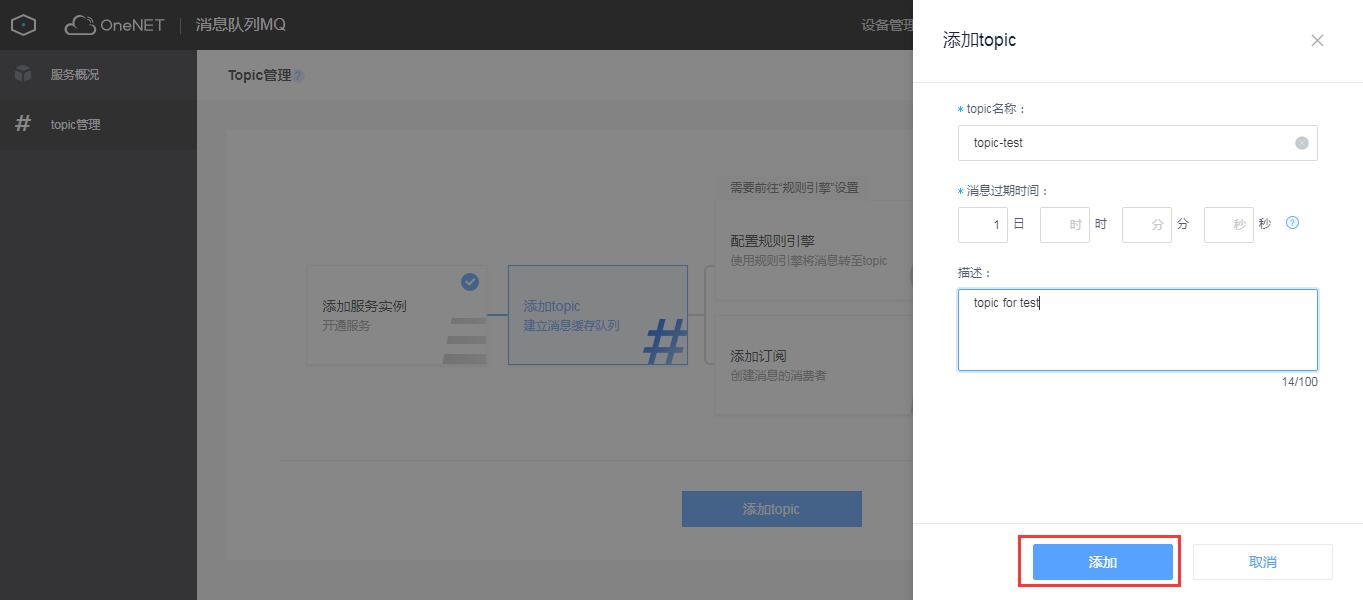 OneNET 消息队列MQ 设备管理
服务概况
topic管理
Topic管理 ?
需要前往“规则引擎”设置
配置规则引擎
使用规则引擎将消息转至topic
添加服务实例
开通服务
添加topic
建立消息缓存队列
添加订阅
创建消息的消费者
添加topic
添加topic
* topic名称：
topic-test
* 消息过期时间：
1 日 时 时 分 分 秒 秒 ?
描述：
topic for test
14/100
添加 取消